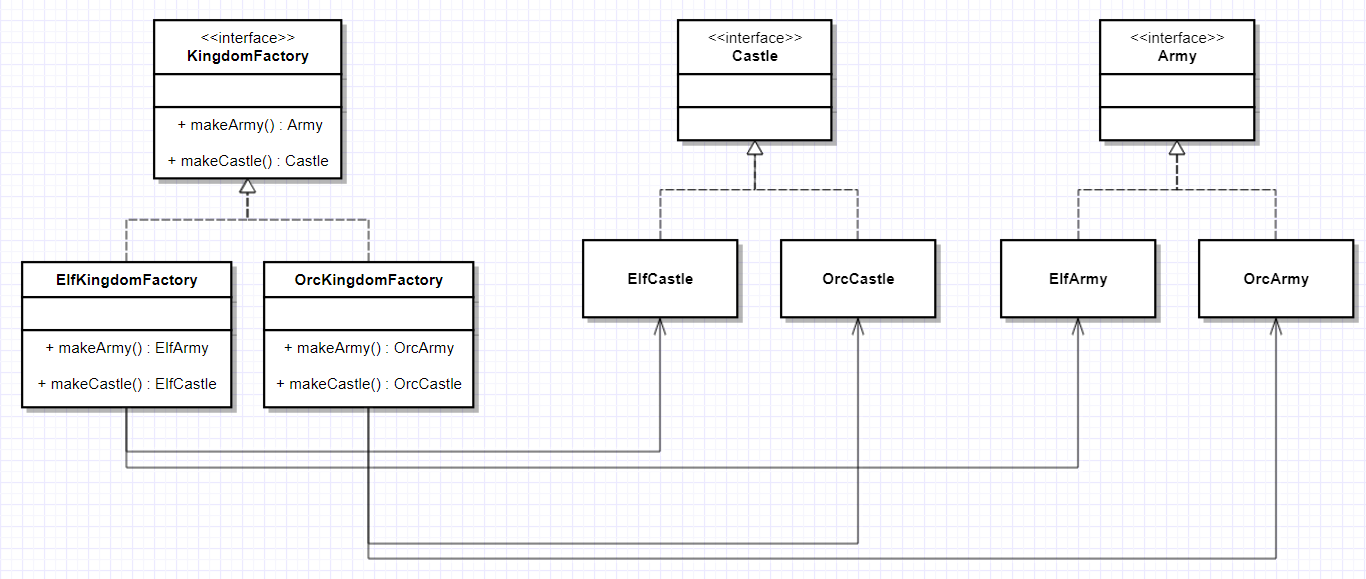 <<interface>>
KingdomFactory
+ makeArmy() : Army
+ makeCastle() : Castle
<<interface>>
Castle
<<interface>>
Army
ElfKingdomFactory
+ makeArmy() : ElfArmy
+ makeCastle() : ElfCastle
OrcKingdomFactory
+ makeArmy() : OrcArmy
+ makeCastle() : OrcCastle
ElfCastle
OrcCastle
ElfArmy
OrcArmy